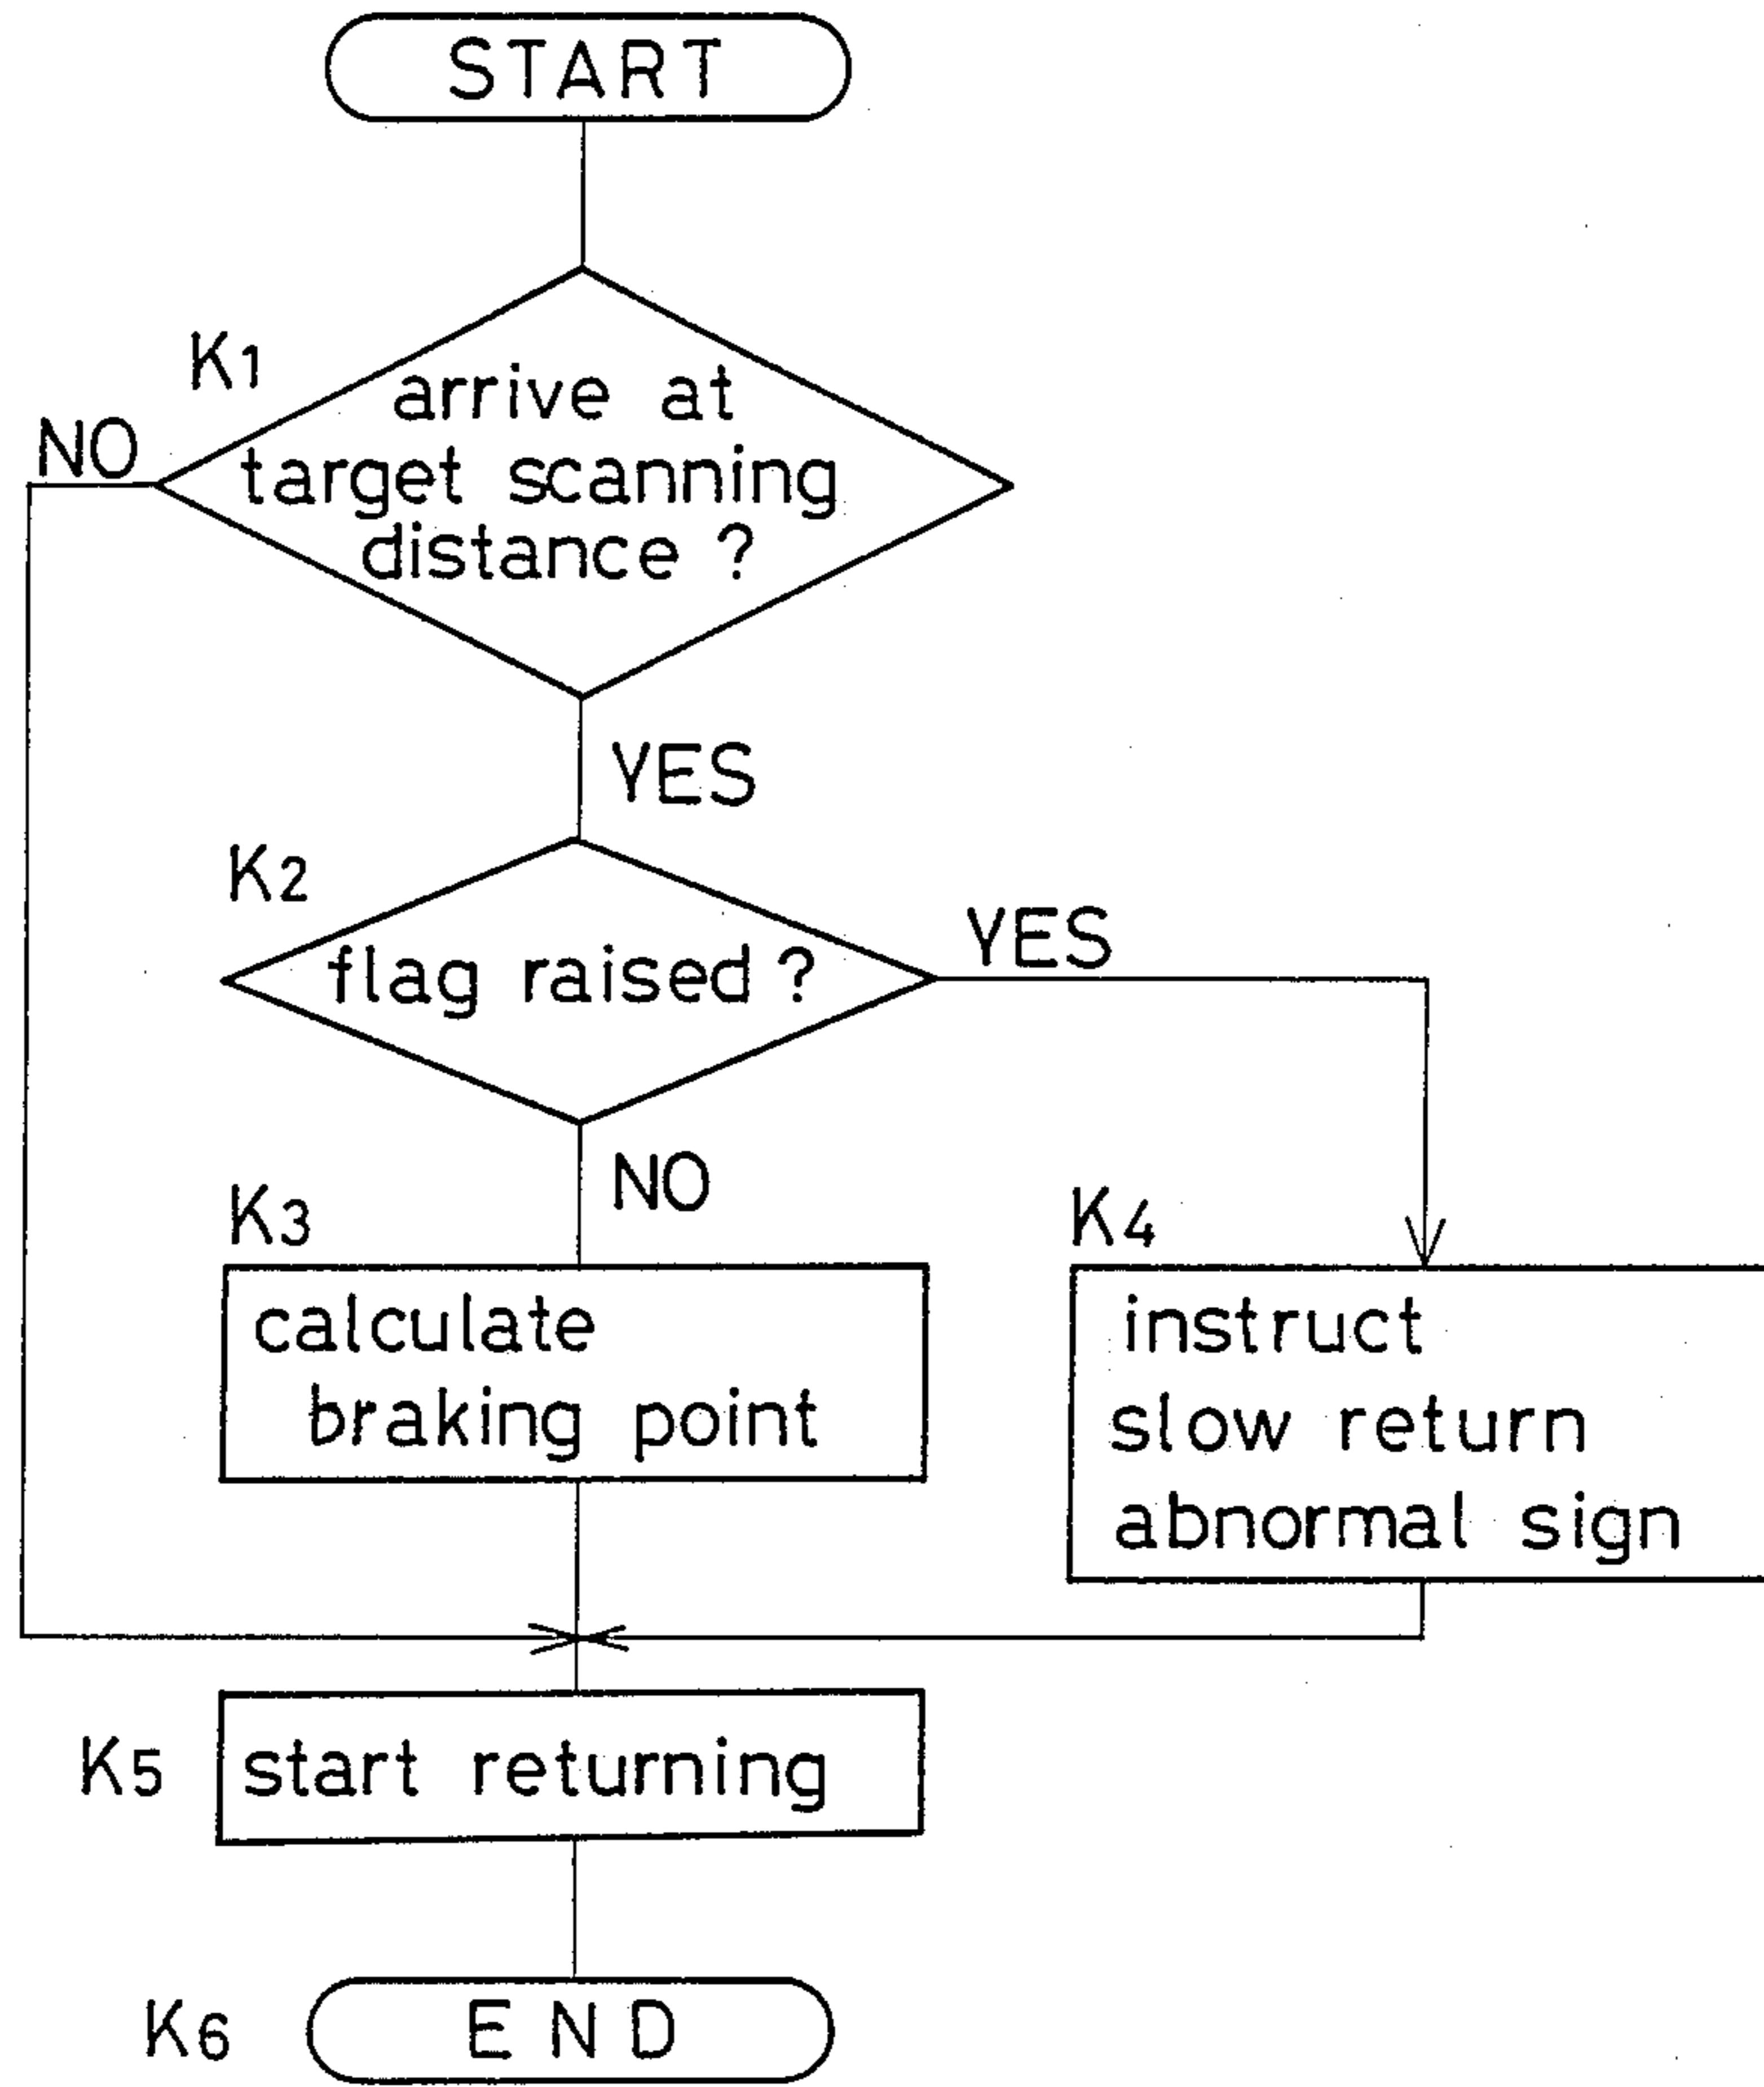 START
K1
arrive at
target scanning
distance ?
NO
YES
K2
flag raised ?
YES
NO
K3
calculate
braking point
K4
instruct
slow return
abnormal sign
K5
start returning
K6
END